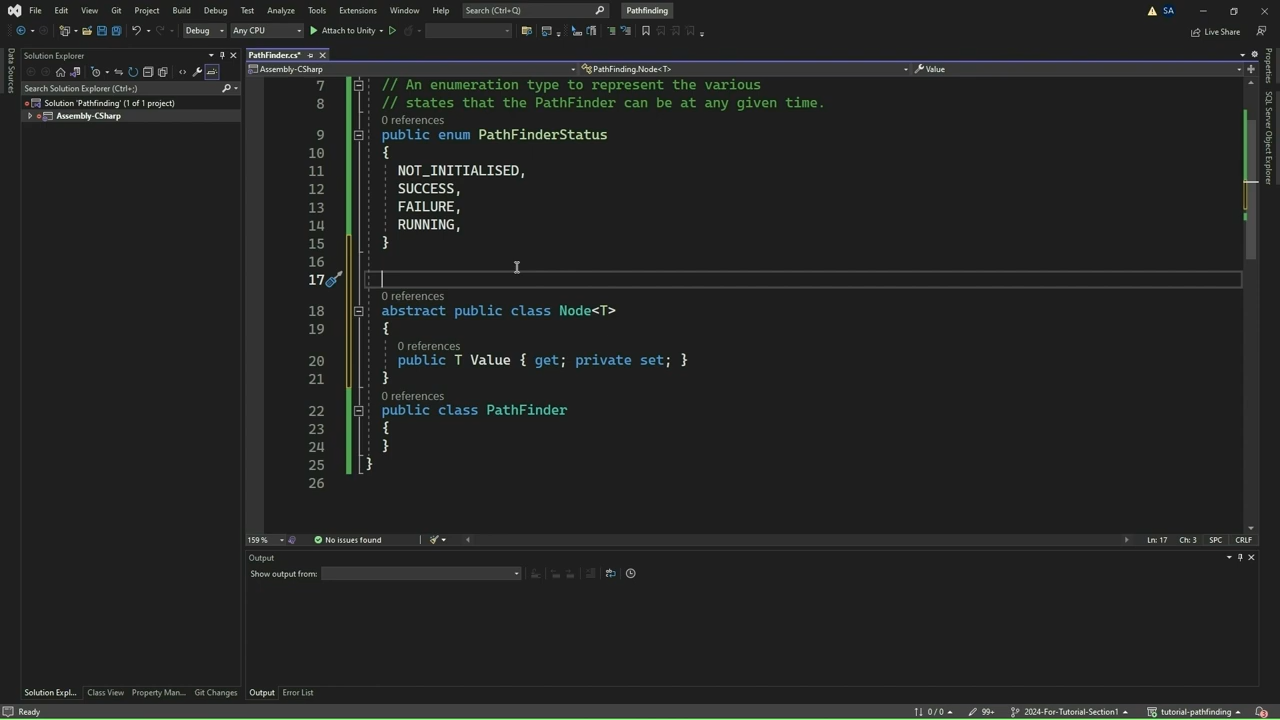 File Edit View Git Project Build Debug Test Analyze Tools Extensions Window Help Search (Ctrl+Q) Pathfinding SA
Debug Any CPU Attach to Unity Live Share
Data Sources
Solution Explorer
Search Solution Explorer (Ctrl+;)
Solution 'Pathfinding' (1 of 1 project)
Assembly-CSharp
PathFinder.cs*
Assembly-CSharp PathFinding.Node<T> Value
7 // An enumeration type to represent the various
8 // states that the PathFinder can be at any given time.
0 references
9 public enum PathFinderStatus
10 {
11 NOT_INITIALISED,
12 SUCCESS,
13 FAILURE,
14 RUNNING,
15 }
16
17
0 references
18 abstract public class Node<T>
19 {
0 references
20 public T Value { get; private set; }
21 }
0 references
22 public class PathFinder
23 {
24 }
25 }
26
159 % No issues found Ln: 17 Ch: 3 SPC CRLF
Output
Show output from:
Solution Expl... Class View Property Man... Git Changes Output Error List
Ready 0 / 0 99+ 2024-For-Tutorial-Section1 tutorial-pathfinding 3
Properties
SQL Server Object Explorer